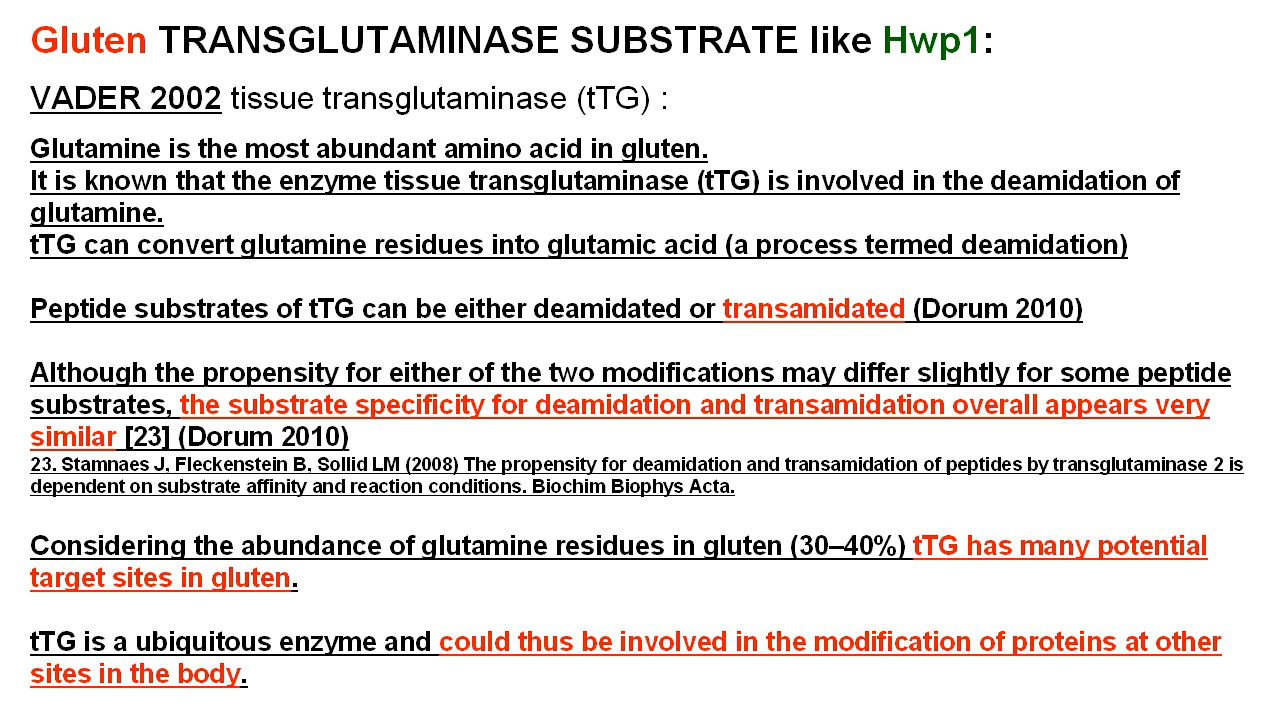 Gluten TRANSGLUTAMINASE SUBSTRATE like Hwp1:
VADER 2002 tissue transglutaminase (tTG) :
Glutamine is the most abundant amino acid in gluten.
It is known that the enzyme tissue transglutaminase (tTG) is involved in the deamidation of
glutamine.
tTG can convert glutamine residues into glutamic acid (a process termed deamidation)
Peptide substrates of tTG can be either deamidated or transamidated (Dorum 2010)
Although the propensity for either of the two modifications may differ slightly for some peptide
substrates, the substrate specificity for deamidation and transamidation overall appears very
similar [23] (Dorum 2010)
23. Stamnaes J, Fleckenstein B, Sollid LM (2008) The propensity for deamidation and transamidation of peptides by transglutaminase 2 is
dependent on substrate affinity and reaction conditions. Biochim Biophys Acta.
Considering the abundance of glutamine residues in gluten (30–40%) tTG has many potential
target sites in gluten.
tTG is a ubiquitous enzyme and could thus be involved in the modification of proteins at other
sites in the body.